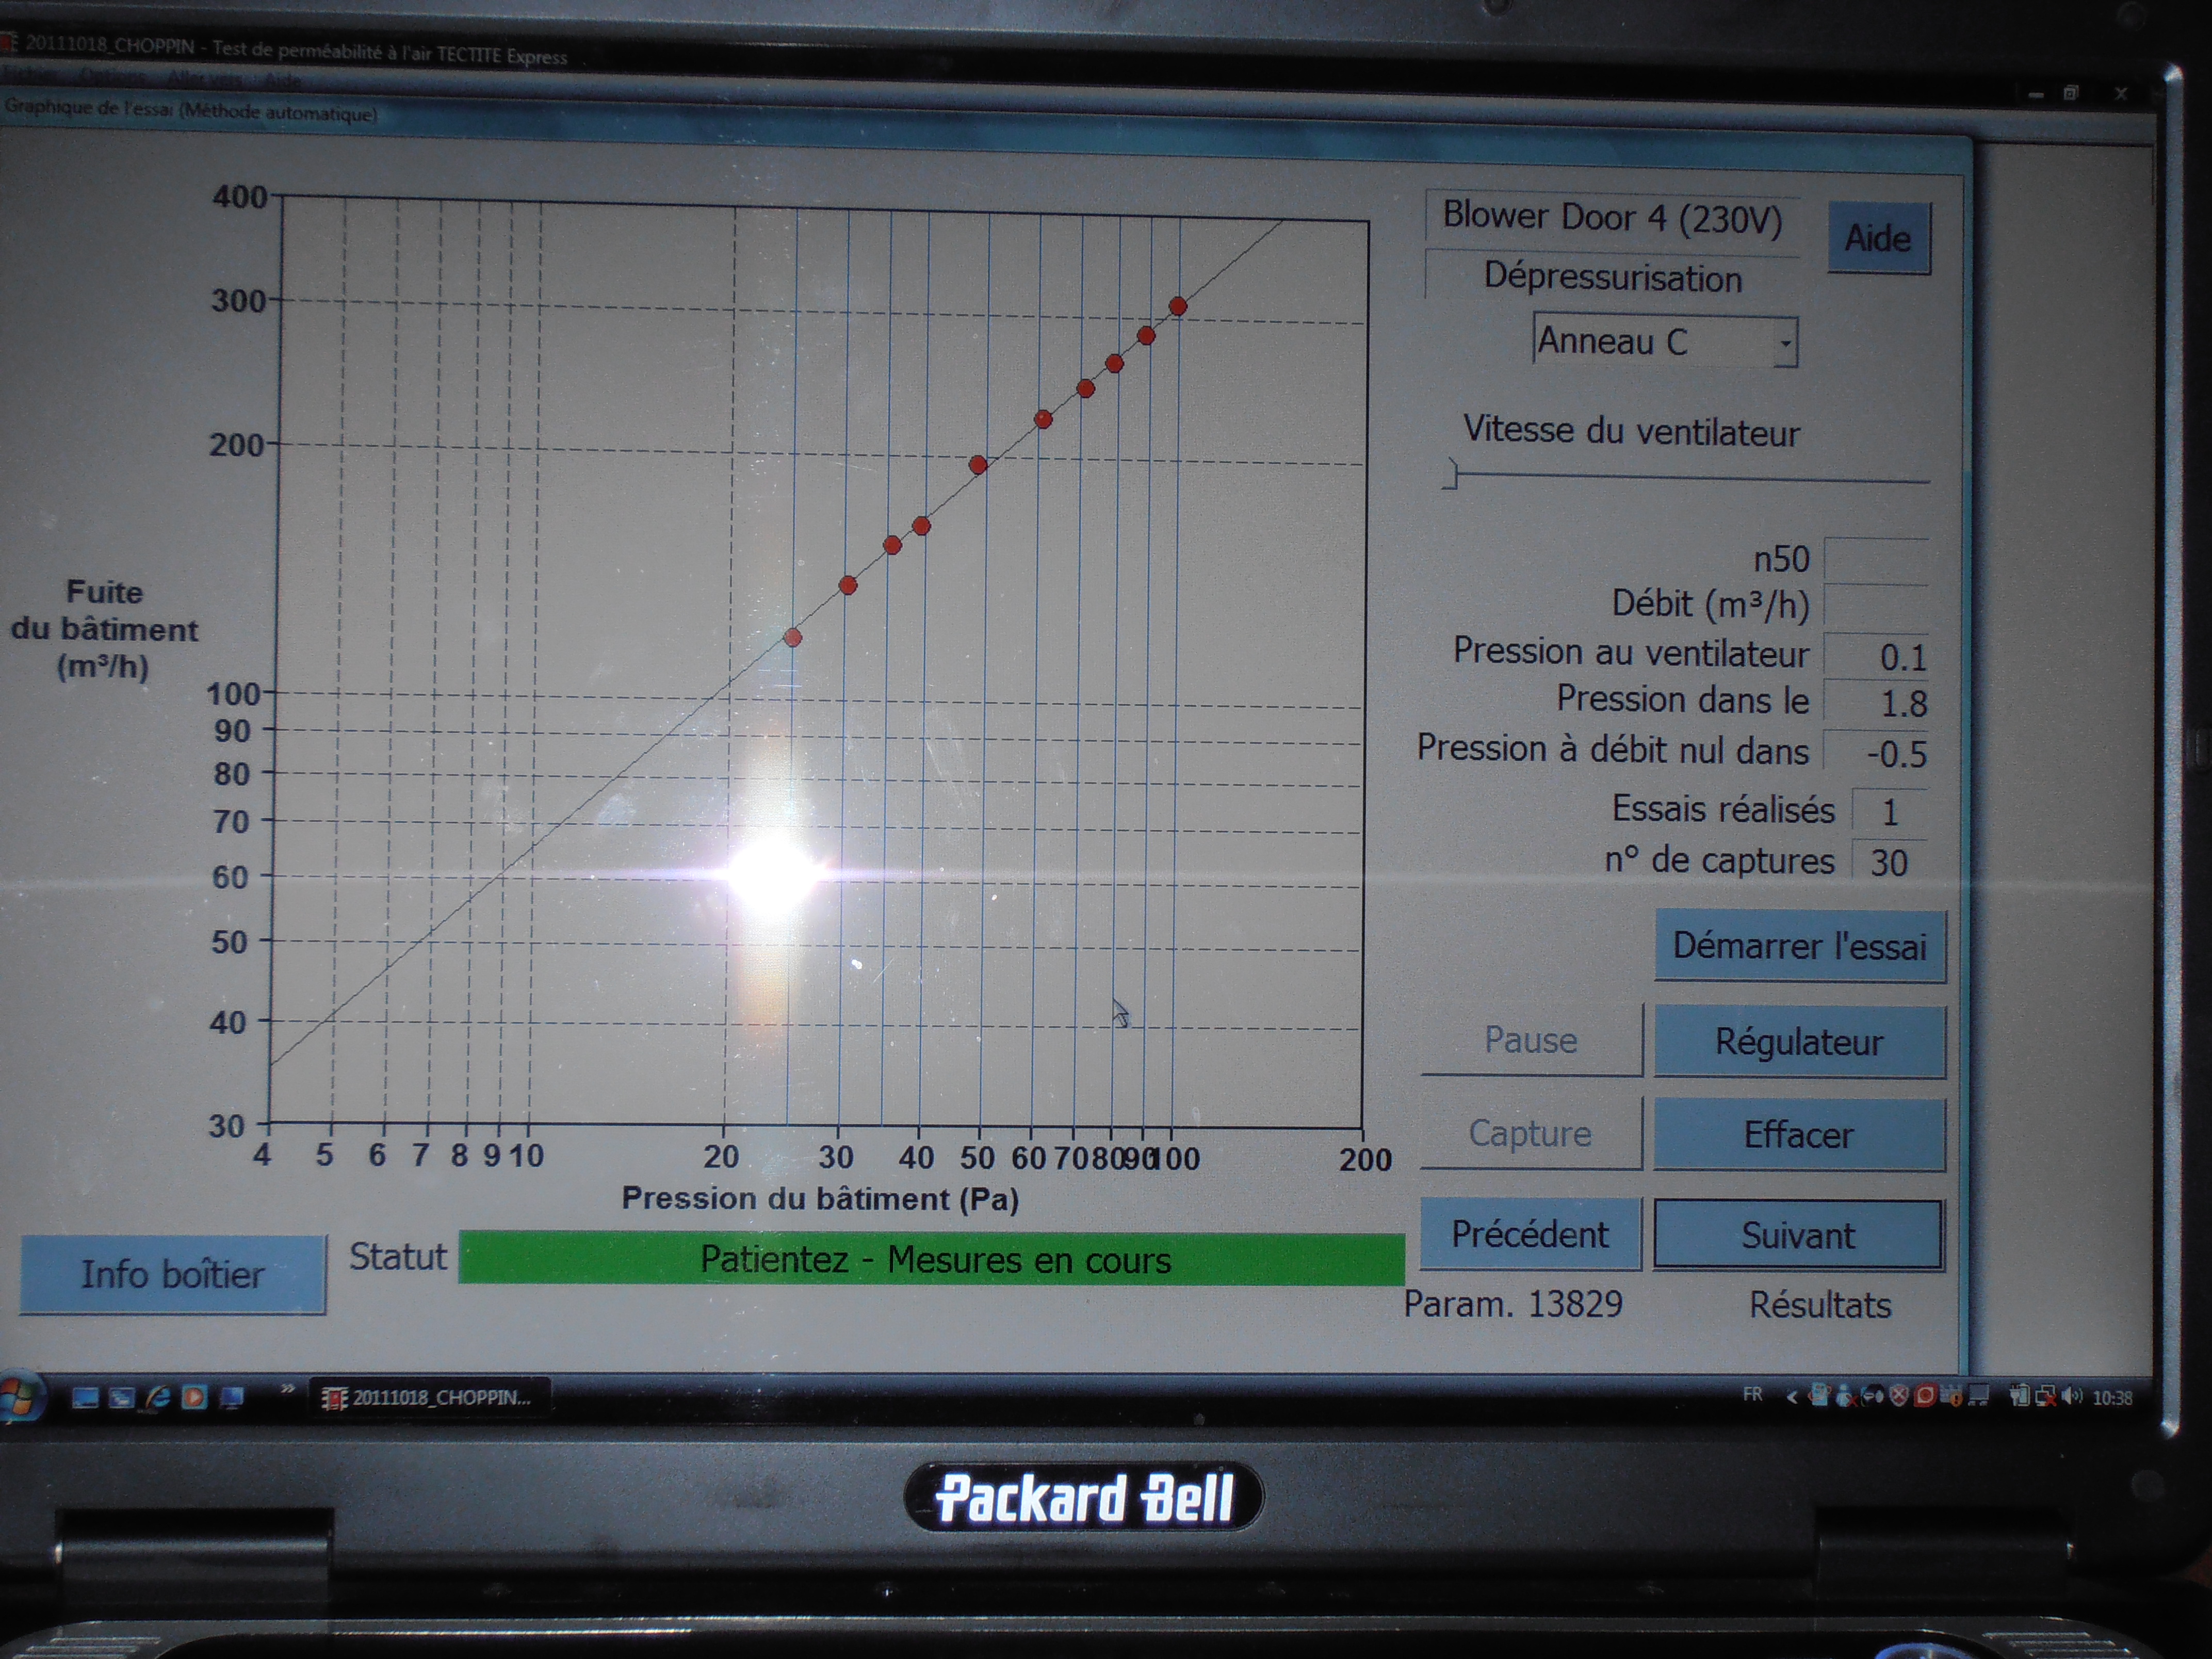 20111018_CHOPPIN - Test de perméabilité à l'air TECTITE Express
Fichier Options Aller vers Aide
Graphique de l'essai (Méthode automatique)
400
300
200
100
90
80
70
60
50
40
30
Fuite
du bâtiment
(m³/h)
4 5 6 7 8 9 10 20 30 40 50 60 70 80 90 100 200
Pression du bâtiment (Pa)
Blower Door 4 (230V)
Aide
Dépressurisation
Anneau C
Vitesse du ventilateur
n50
Débit (m³/h)
Pression au ventilateur 0.1
Pression dans le 1.8
Pression à débit nul dans -0.5
Essais réalisés 1
n° de captures 30
Démarrer l'essai
Pause Régulateur
Capture Effacer
Précédent Suivant
Info boîtier Statut Patientez - Mesures en cours
Param. 13829 Résultats
20111018_CHOPPIN...
FR
10:38
Packard Bell